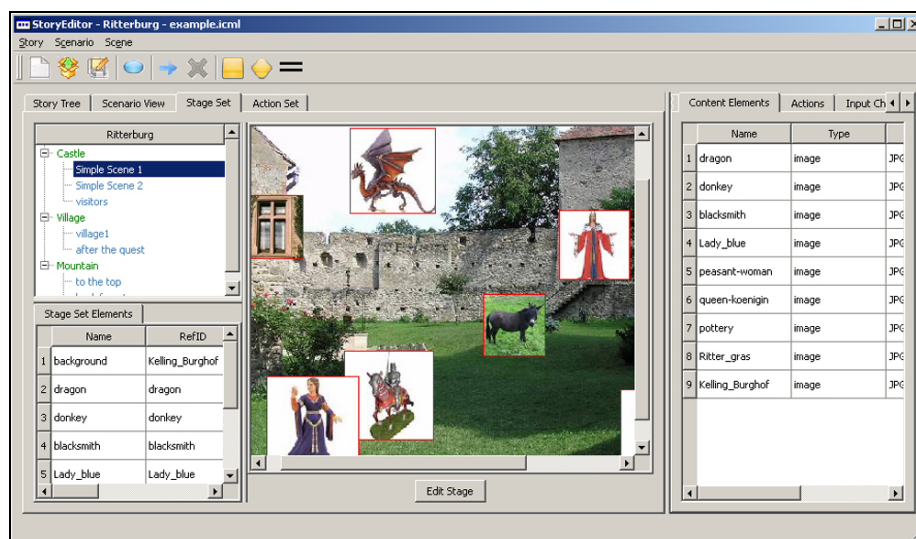 StoryEditor - Ritterburg - example.icml
Story Scenario Scene
Story Tree Scenario View Stage Set Action Set
Ritterburg
Castle
Simple Scene 1
Simple Scene 2
visitors
Village
village1
after the quest
Mountain
to the top
Stage Set Elements
Name RefID
1 background Kelling_Burghof
2 dragon dragon
3 donkey donkey
4 blacksmith blacksmith
5 Lady_blue Lady_blue
Edit Stage
Content Elements Actions Input Ch
Name Type
1 dragon image JPG
2 donkey image JPG
3 blacksmith image JPG
4 Lady_blue image JPG
5 peasant-woman image JPG
6 queen-koenigin image JPG
7 pottery image JPG
8 Ritter_gras image JPG
9 Kelling_Burghof image JPG